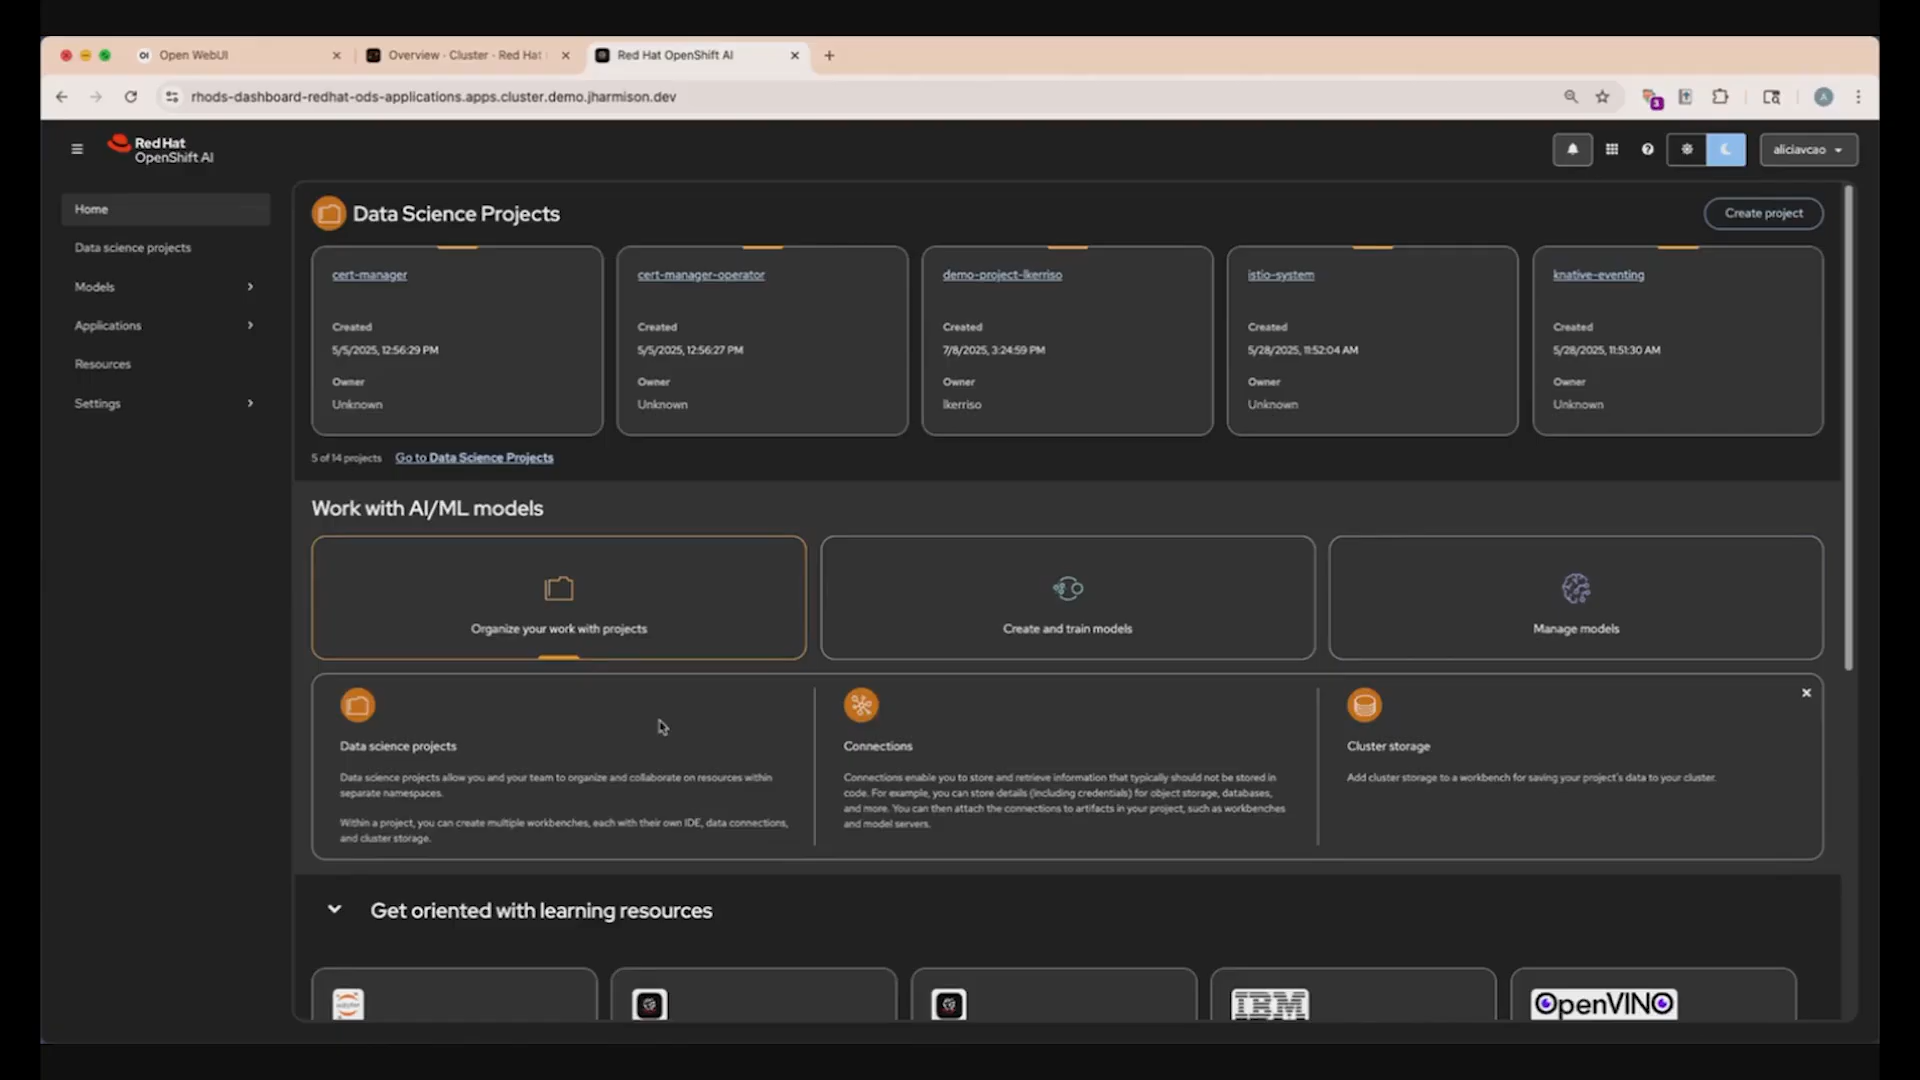 Open WebUI
Overview · Cluster · Red Hat
Red Hat OpenShift AI
rhods-dashboard-redhat-ods-applications.apps.cluster.demo.jharmison.dev
3
A
Red Hat
OpenShift AI
aliciavcao
Home
Data science projects
Models
Applications
Resources
Settings
Data Science Projects
Create project
cert-manager
Created
5/5/2025, 12:56:29 PM
Owner
Unknown
cert-manager-operator
Created
5/5/2025, 12:56:27 PM
Owner
Unknown
demo-project-lkerriso
Created
7/8/2025, 3:24:59 PM
Owner
lkerriso
istio-system
Created
5/28/2025, 11:52:04 AM
Owner
Unknown
knative-eventing
Created
5/28/2025, 11:51:30 AM
Owner
Unknown
5 of 14 projects
Go to Data Science Projects
Work with AI/ML models
Organize your work with projects
Create and train models
Manage models
Data science projects
Data science projects allow you and your team to organize and collaborate on resources within
separate namespaces.
Within a project, you can create multiple workbenches, each with their own IDE, data connections,
and cluster storage.
Connections
Connections enable you to store and retrieve information that typically should not be stored in
code. For example, you can store details (including credentials) for object storage, databases,
and more. You can then attach the connections to artifacts in your project, such as workbenches
and model servers.
Cluster storage
Add cluster storage to a workbench for saving your project's data to your cluster.
Get oriented with learning resources
jupyter
IBM
OpenVINO